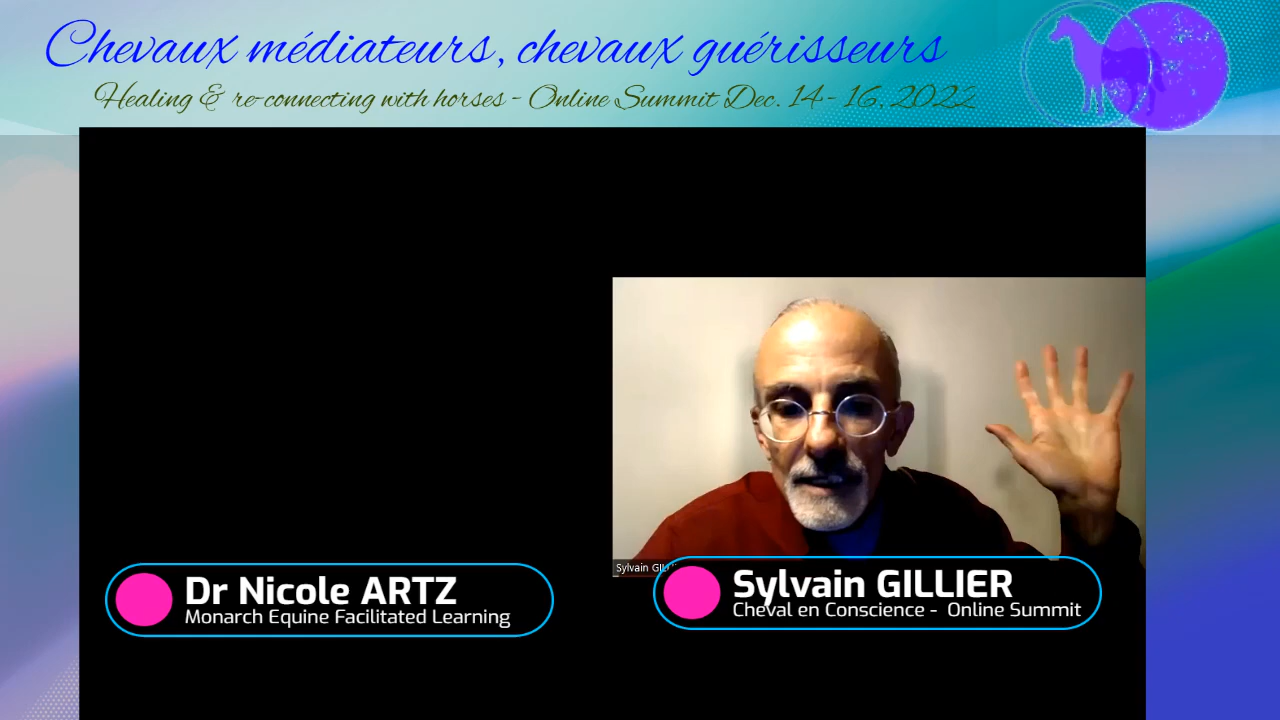 Chevaux médiateurs, chevaux guérisseurs
Healing & re-connecting with horses - Online Summit Dec. 14- 16, 2022
Dr Nicole ARTZ
Monarch Equine Facilitated Learning
Sylvain
Sylvain GILLIER
Cheval en Conscience - Online Summit